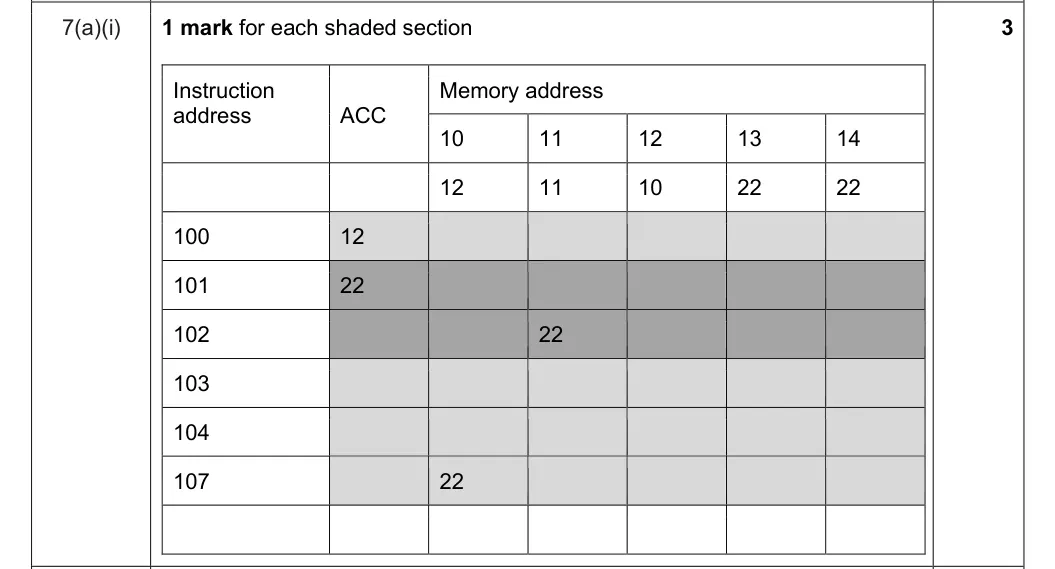 7(a)(i) 1 mark for each shaded section 3
Instruction address ACC Memory address
10 11 12 13 14
12 11 10 22 22
100 12
101 22
102 22
103
104
107 22